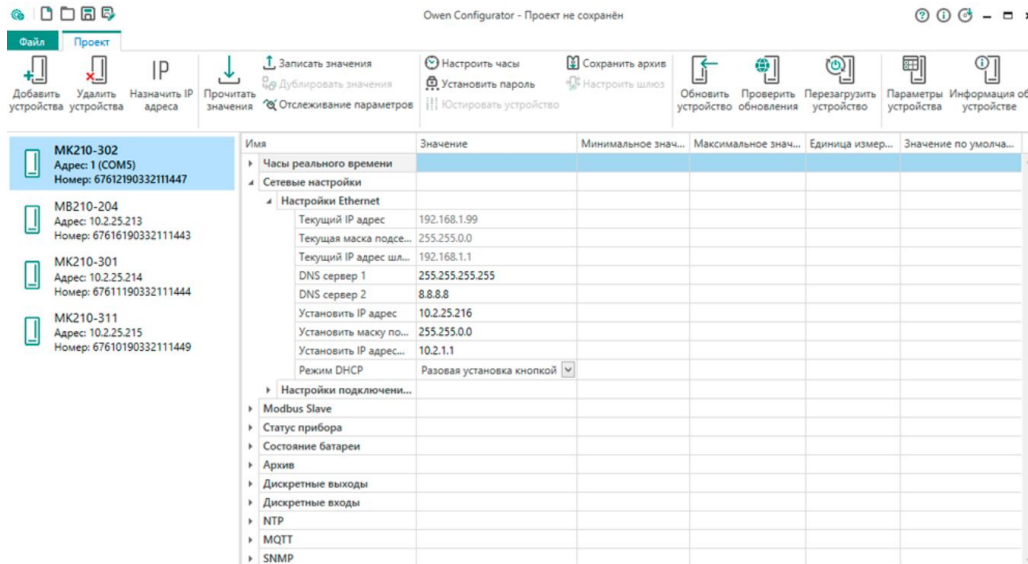 Owen Configurator - Проект не сохранён
Файл Проект
Добавить устройства
Удалить устройства
IP
Назначить IP адреса
Прочитать значения
Записать значения
Дублировать значения
Отслеживание параметров
Настроить часы
Установить пароль
Юстировать устройство
Сохранить архив
Настроить шлюз
Обновить устройство
Проверить обновления
Перезагрузить устройство
Параметры устройства
Информация об устройстве
МК210-302
Адрес: 1 (COM5)
Номер: 67612190332111447
МВ210-204
Адрес: 10.2.25.213
Номер: 67616190332111443
МК210-301
Адрес: 10.2.25.214
Номер: 67611190332111444
МК210-311
Адрес: 10.2.25.215
Номер: 67610190332111449
Имя Значение Минимальное знач... Максимальное знач... Единица измер... Значение по умолча...
Часы реального времени
Сетевые настройки
Настройки Ethernet
Текущий IP адрес 192.168.1.99
Текущая маска подсе... 255.255.0.0
Текущий IP адрес шл... 192.168.1.1
DNS сервер 1 255.255.255.255
DNS сервер 2 8.8.8.8
Установить IP адрес 10.2.25.216
Установить маску по... 255.255.0.0
Установить IP адрес... 10.2.1.1
Режим DHCP Разовая установка кнопкой
Настройки подключени...
Modbus Slave
Статус прибора
Состояние батареи
Архив
Дискретные выходы
Дискретные входы
NTP
MQTT
SNMP